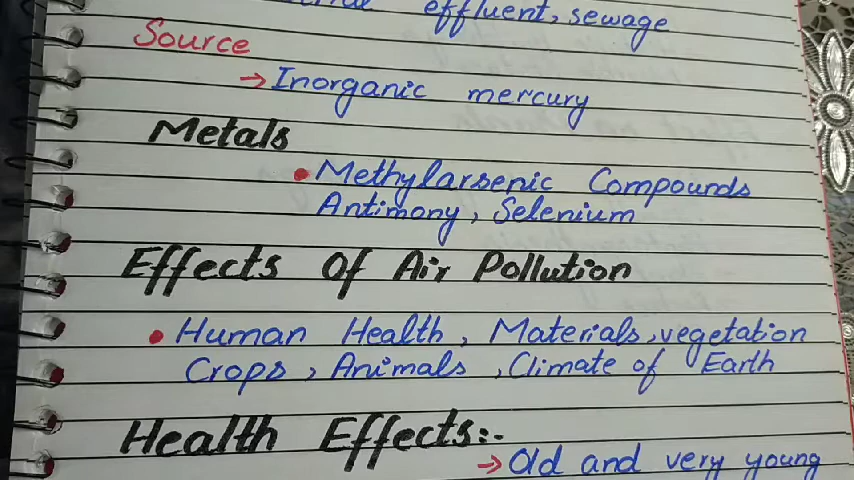 effluent, sewage
Source
→ Inorganic mercury
Metals
• Methylarsenic Compounds
Antimony, Selenium
Effects Of Air Pollution
• Human Health, Materials, vegetation
Crops, Animals, Climate of Earth
Health Effects:-
→ Old and very young